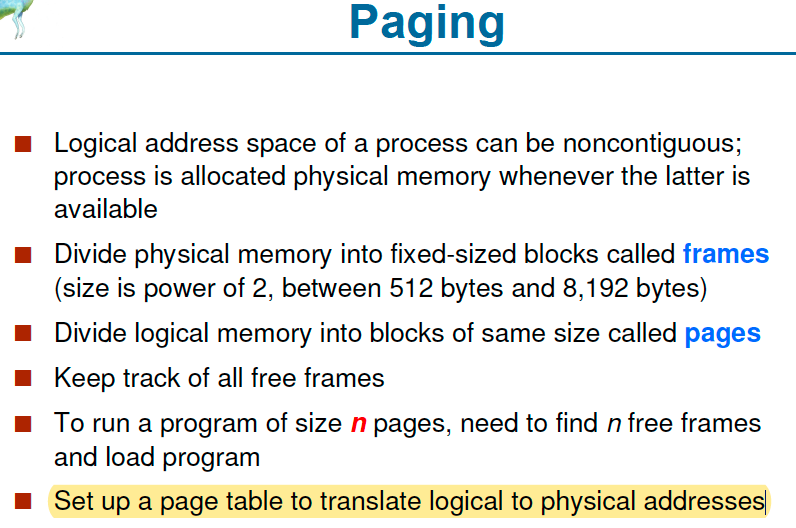 Paging
Logical address space of a process can be noncontiguous;
process is allocated physical memory whenever the latter is
available
Divide physical memory into fixed-sized blocks called frames
(size is power of 2, between 512 bytes and 8,192 bytes)
Divide logical memory into blocks of same size called pages
Keep track of all free frames
To run a program of size n pages, need to find n free frames
and load program
Set up a page table to translate logical to physical addresses